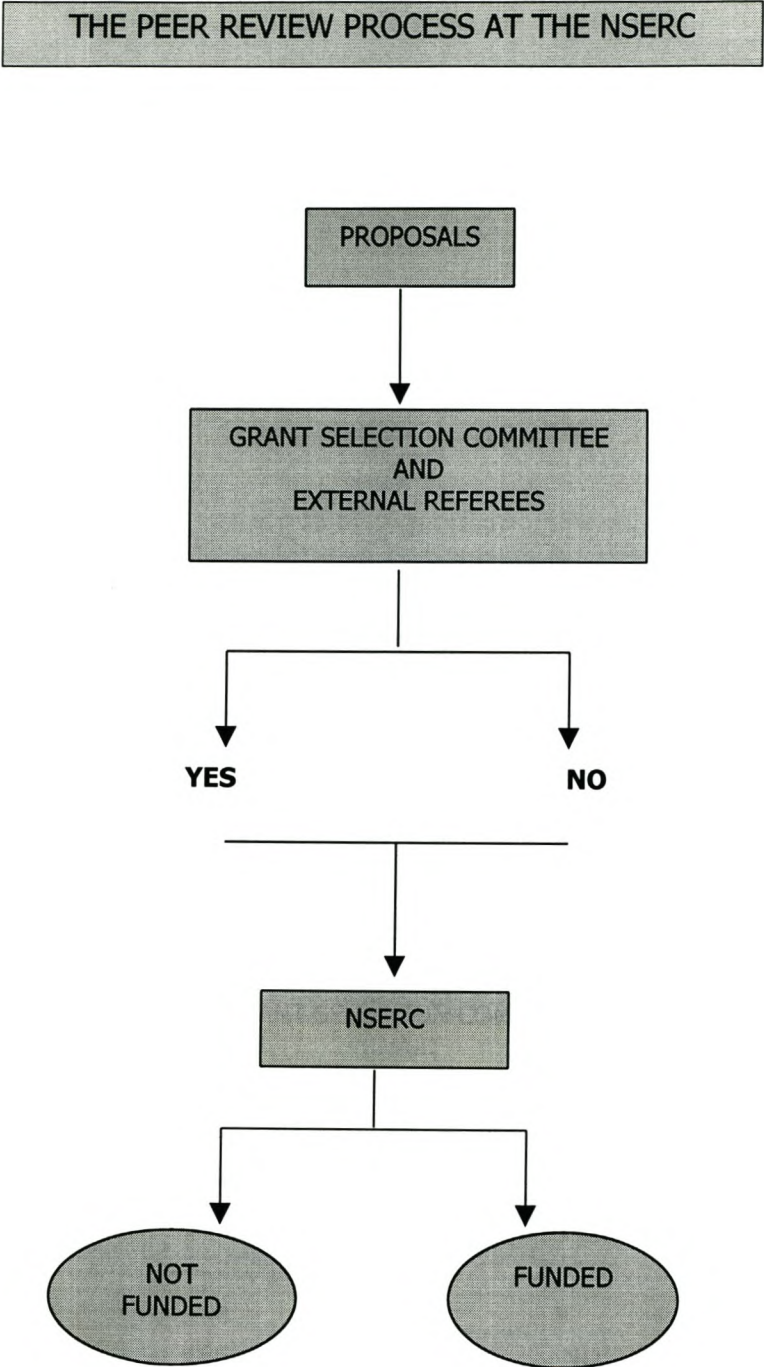 THE PEER REVIEW PROCESS AT THE NSERC
PROPOSALS
GRANT SELECTION COMMITTEE
AND
EXTERNAL REFEREES
YES
NO
NSERC
NOT
FUNDED
FUNDED